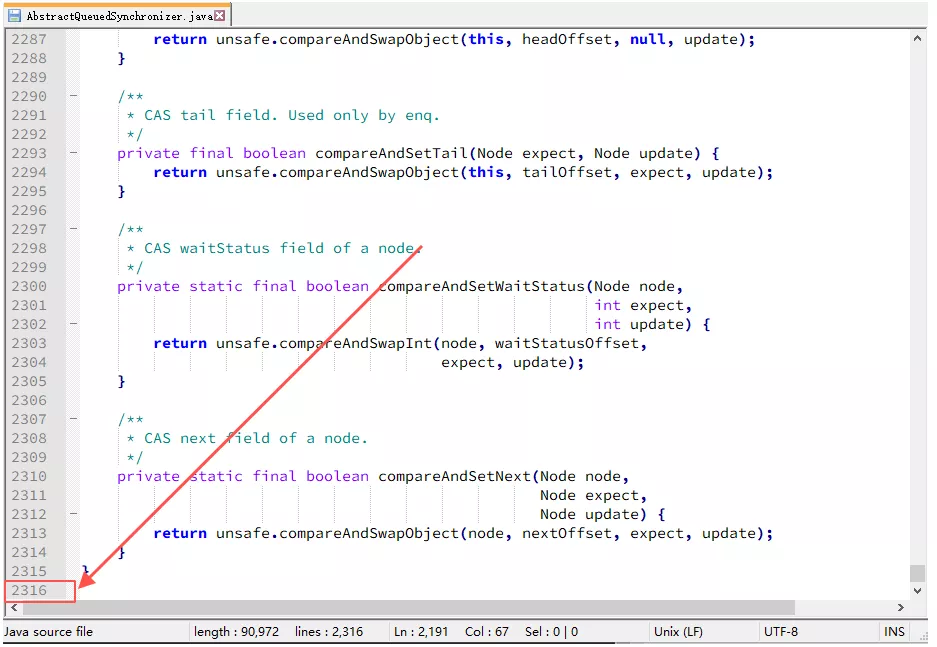 AbstractQueuedSynchronizer.java
2287 return unsafe.compareAndSwapObject(this, headOffset, null, update);
2288 }
2289
2290 /**
2291 * CAS tail field. Used only by enq.
2292 */
2293 private final boolean compareAndSetTail(Node expect, Node update) {
2294 return unsafe.compareAndSwapObject(this, tailOffset, expect, update);
2295 }
2296
2297 /**
2298 * CAS waitStatus field of a node.
2299 */
2300 private static final boolean compareAndSetWaitStatus(Node node,
2301 int expect,
2302 int update) {
2303 return unsafe.compareAndSwapInt(node, waitStatusOffset,
2304 expect, update);
2305 }
2306
2307 /**
2308 * CAS next field of a node.
2309 */
2310 private static final boolean compareAndSetNext(Node node,
2311 Node expect,
2312 Node update) {
2313 return unsafe.compareAndSwapObject(node, nextOffset, expect, update);
2314 }
2315 }
2316
Java source file length : 90,972 lines : 2,316 Ln : 2,191 Col : 67 Sel : 0 | 0 Unix (LF) UTF-8 INS